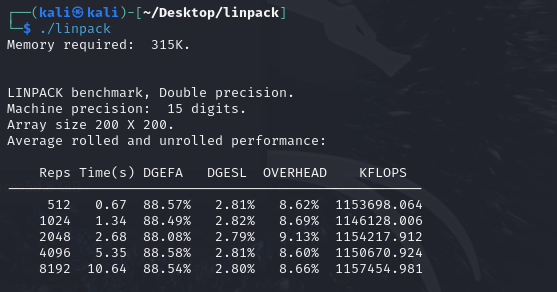 ┌──(kali㉿kali)-[~/Desktop/linpack]
└─$ ./linpack
Memory required:  315K.
LINPACK benchmark, Double precision.
Machine precision:  15 digits.
Array size 200 X 200.
Average rolled and unrolled performance:
    Reps Time(s) DGEFA   DGESL  OVERHEAD    KFLOPS
----------------------------------------------------
     512   0.67  88.57%   2.81%   8.62%  1153698.064
    1024   1.34  88.49%   2.82%   8.69%  1146128.006
    2048   2.68  88.08%   2.79%   9.13%  1154217.912
    4096   5.35  88.58%   2.81%   8.60%  1150670.924
    8192  10.64  88.54%   2.80%   8.66%  1157454.981